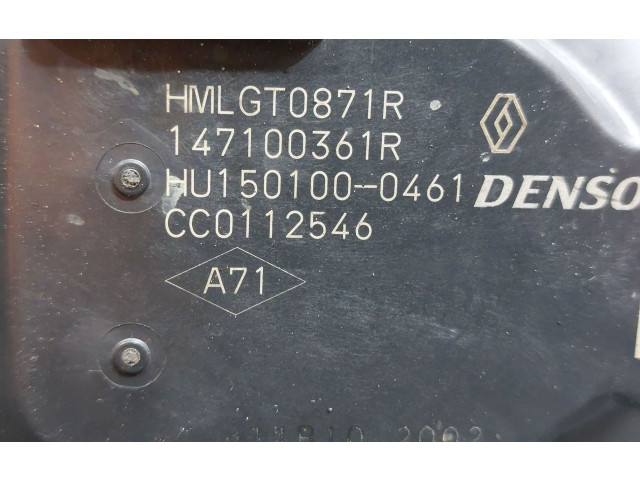 HMLGT0871R
147100361R
HU150100-0461
DENSO
CC0112546
A71